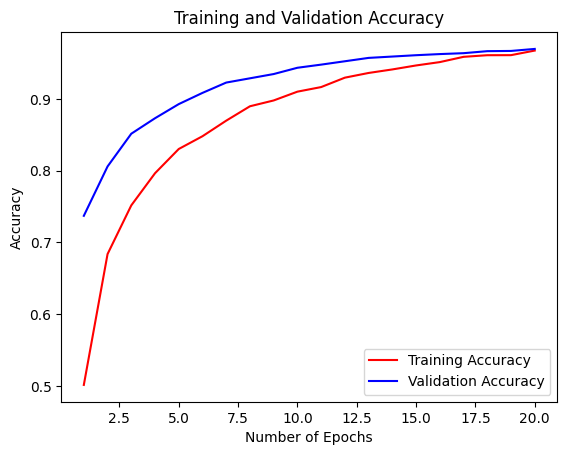 Training and Validation Accuracy
Accuracy
0.9
0.8
0.7
0.6
0.5
Training Accuracy
Validation Accuracy
2.5 5.0 7.5 10.0 12.5 15.0 17.5 20.0
Number of Epochs